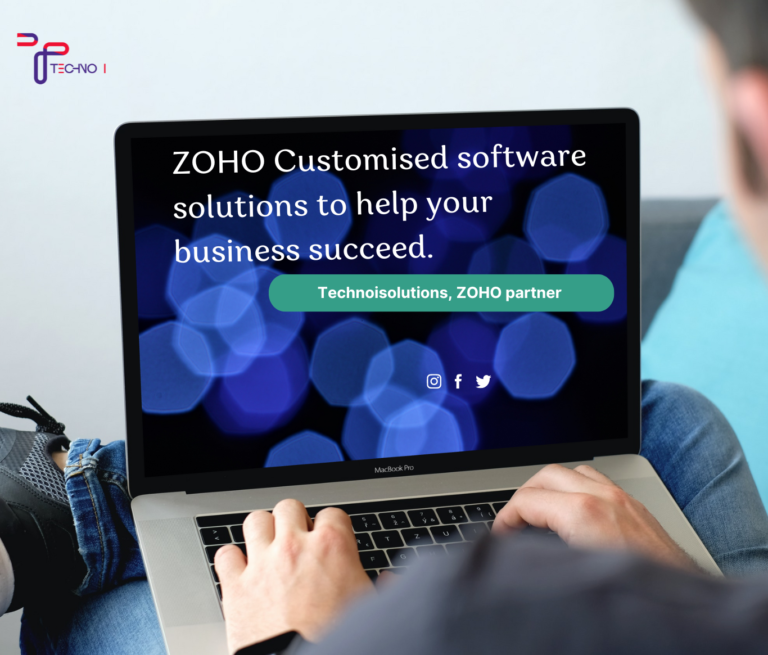 TECHNO I
ZOHO Customised software
solutions to help your
business succeed.
Technoisolutions, ZOHO partner
MacBook Pro